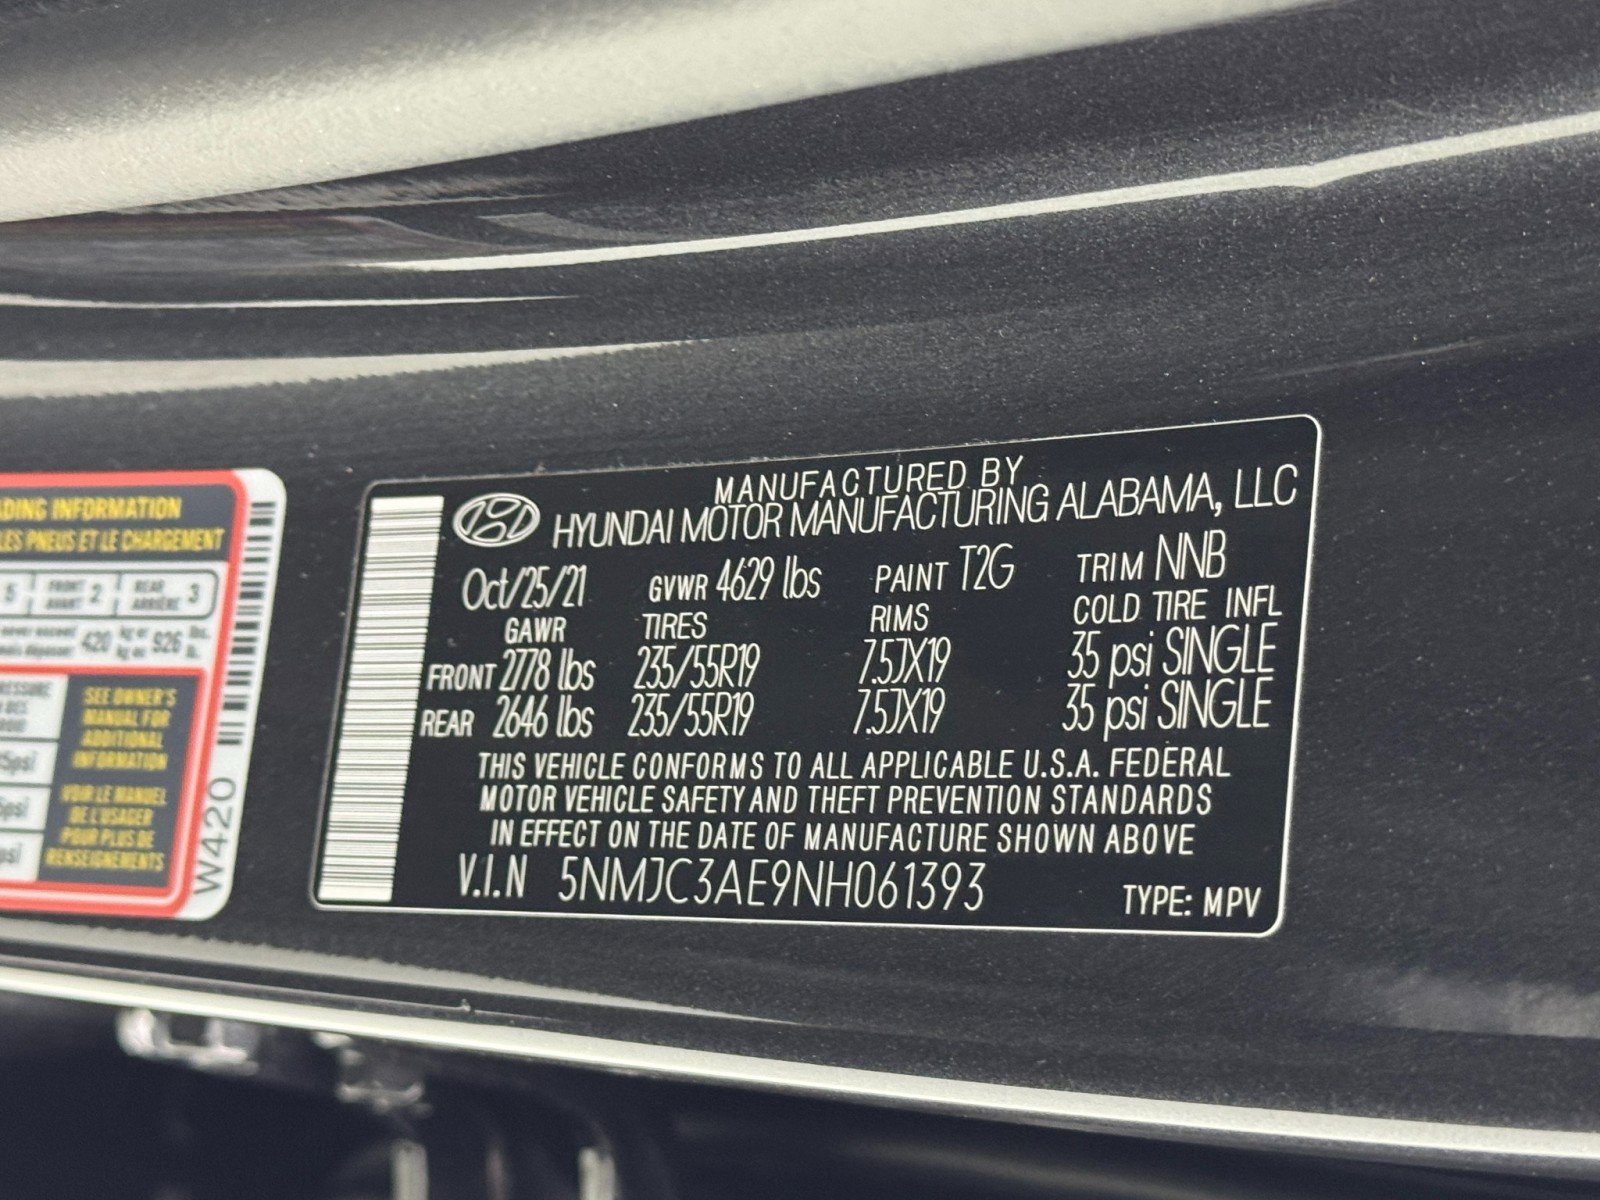 ADING INFORMATION
LES PNEUS ET LE CHARGEMENT
5 FRONT AVANT 2 REAR ARRIÈRE 3
420 kg or 926 lbs.
SEE OWNER'S
MANUAL FOR
ADDITIONAL
INFORMATION
VOIR LE MANUEL
DE L'USAGER
POUR PLUS DE
RENSEIGNEMENTS
W420
MANUFACTURED BY
HYUNDAI MOTOR MANUFACTURING ALABAMA, LLC
Oct/25/21 GVWR 4629 lbs PAINT T2G TRIM NNB
GAWR TIRES RIMS COLD TIRE INFL
FRONT 2778 lbs 235/55R19 7.5JX19 35 psi SINGLE
REAR 2646 lbs 235/55R19 7.5JX19 35 psi SINGLE
THIS VEHICLE CONFORMS TO ALL APPLICABLE U.S.A. FEDERAL
MOTOR VEHICLE SAFETY AND THEFT PREVENTION STANDARDS
IN EFFECT ON THE DATE OF MANUFACTURE SHOWN ABOVE
V.I.N 5NMJC3AE9NH061393 TYPE: MPV